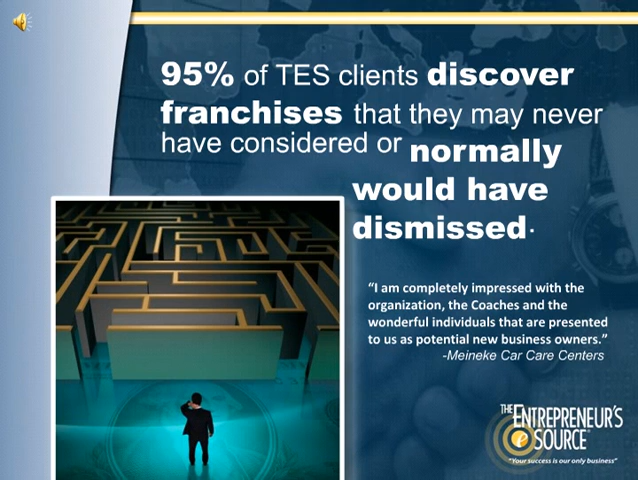 95% of TES clients discover
franchises that they may never
have considered or normally
would have
dismissed.
“I am completely impressed with the
organization, the Coaches and the
wonderful individuals that are presented
to us as potential new business owners.”
-Meineke Car Care Centers
THE ENTREPRENEUR'S
e SOURCE
"Your success is our only business"